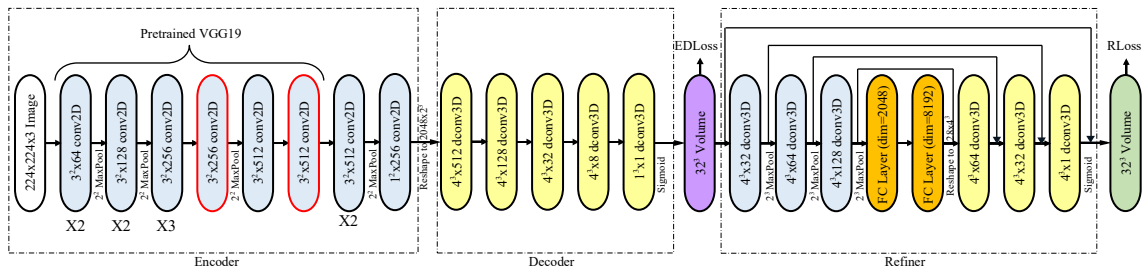 Pretrained VGG19
EDLoss
RLoss
224x224x3 Image
3²x64 conv2D
2² MaxPool
3²x128 conv2D
2² MaxPool
3²x256 conv2D
3²x256 conv2D
2² MaxPool
3²x512 conv2D
3²x512 conv2D
3²x512 conv2D
2² MaxPool
1²x256 conv2D
Reshape to
4³x512 dconv3D
4³x128 dconv3D
4³x32 dconv3D
4³x8 dconv3D
1³x1 dconv3D
Sigmoid
32³ Volume
4³x32 conv3D
2³ MaxPool
4³x64 conv3D
2³ MaxPool
4³x128 conv3D
2³ MaxPool
FC Layer (dim=2048)
FC Layer (dim=8192)
Reshape to
4³x64 dconv3D
4³x32 dconv3D
4³x1 dconv3D
Sigmoid
32³ Volume
X2
X2
X3
X2
Encoder
Decoder
Refiner